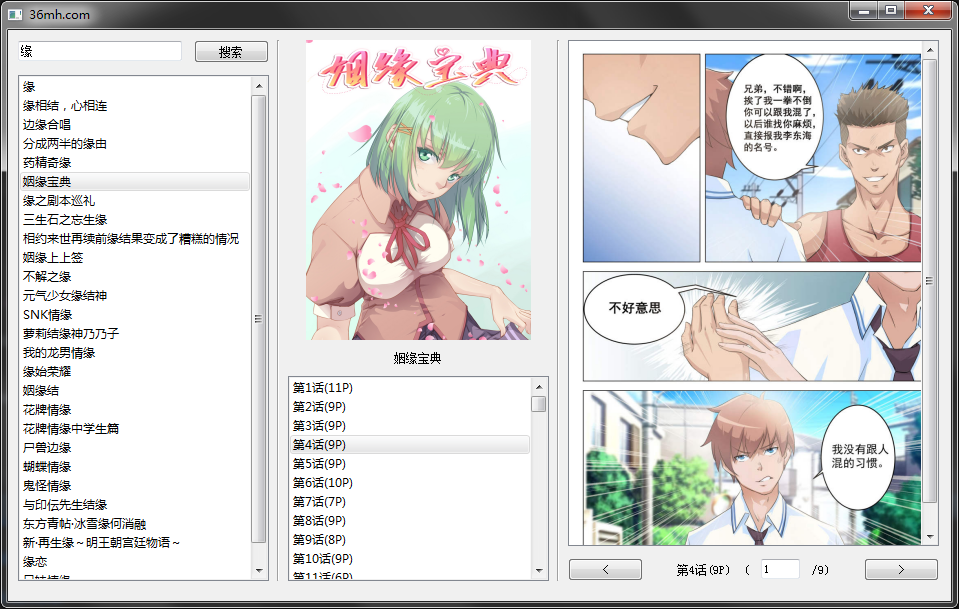 36mh.com
缘
搜索
缘
缘相结，心相连
边缘合唱
分成两半的缘由
药精奇缘
姻缘宝典
缘之剧本巡礼
三生石之忘生缘
相约来世再续前缘结果变成了糟糕的情况
姻缘上上签
不解之缘
元气少女缘结神
SNK情缘
萝莉结缘神乃乃子
我的龙男情缘
缘始荣耀
姻缘结
花牌情缘
花牌情缘中学生篇
尸兽边缘
蝴蝶情缘
鬼怪情缘
与印伝先生结缘
东方青帖·冰雪缘何消融
新·再生缘～明王朝宫廷物语～
缘恋
姻缘宝典
姻缘宝典
第1话(11P)
第2话(9P)
第3话(9P)
第4话(9P)
第5话(9P)
第6话(10P)
第7话(7P)
第8话(9P)
第9话(8P)
第10话(9P)
第11话(6P)
兄弟，不错啊，
挨了我一拳不倒
你可以跟我混了，
以后谁找你麻烦，
直接报我李东海
的名号。
不好意思
我没有跟人
混的习惯。
< 第4话(9P) ( 1 /9) >